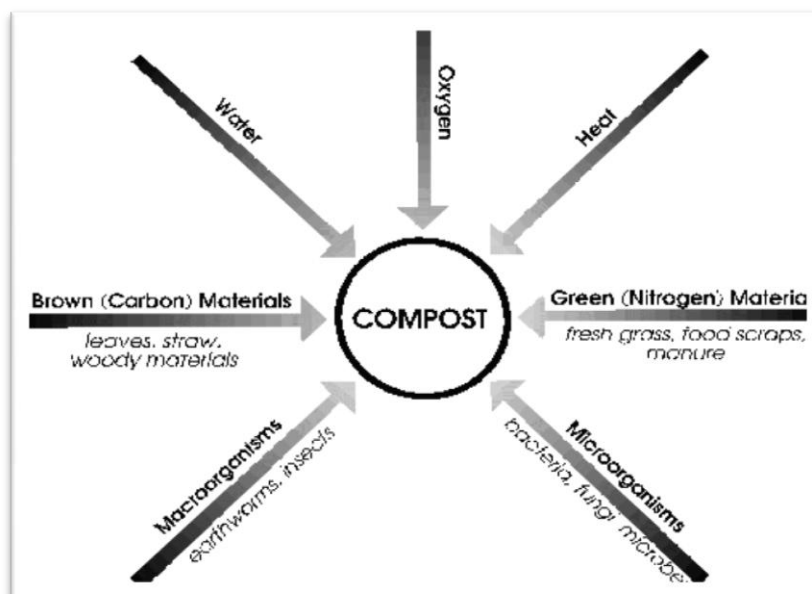 Water
Oxygen
Heat
Brown (Carbon) Materials
leaves, straw,
woody materials
COMPOST
Green (Nitrogen) Materia
fresh grass, food scraps,
manure
Macroorganisms
earthworms, insects
Microorganisms
bacteria, fungi, microbe